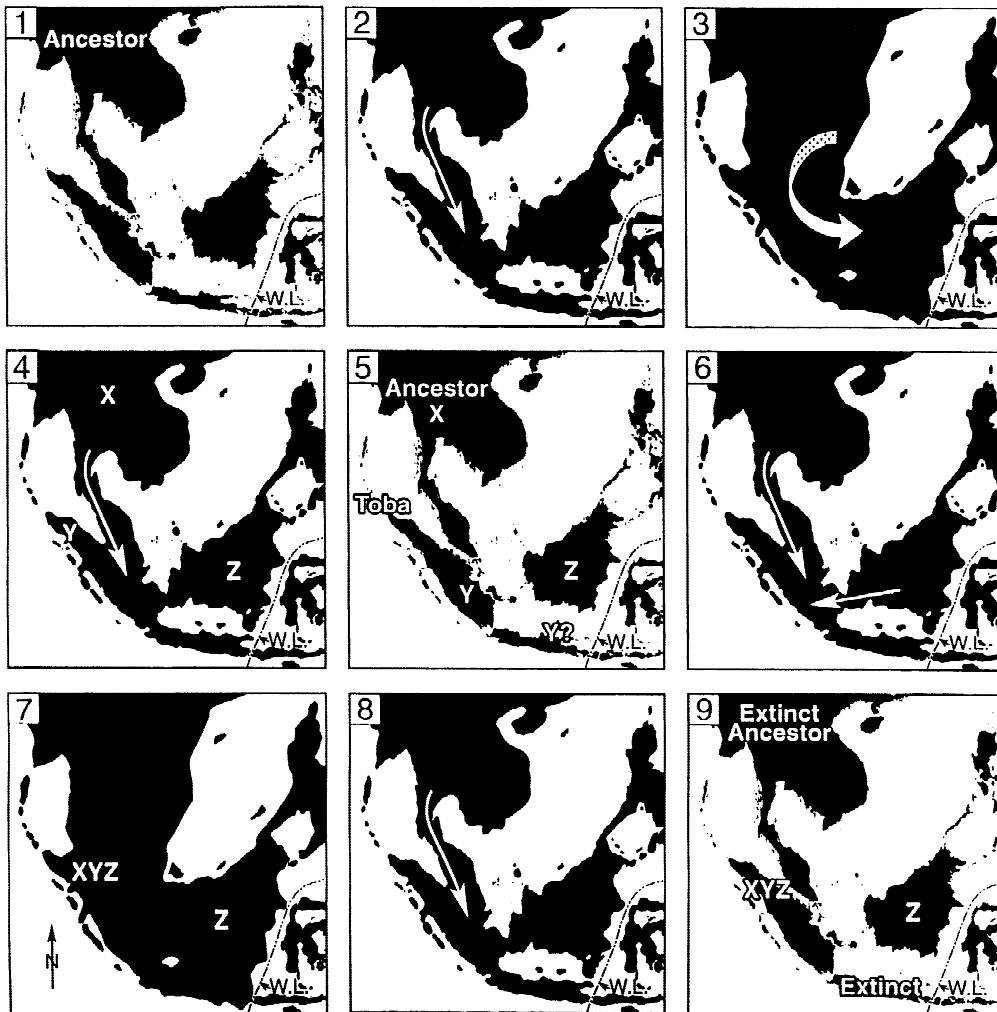 1
Ancestor
W.L.
2
W.L.
3
W.L.
4
X
Y
Z
W.L.
5
Ancestor
X
Toba
Y
Z
Y?
W.L.
6
W.L.
7
XYZ
Z
N
W.L.
8
W.L.
9
Extinct
Ancestor
XYZ
Z
Extinct
W.L.